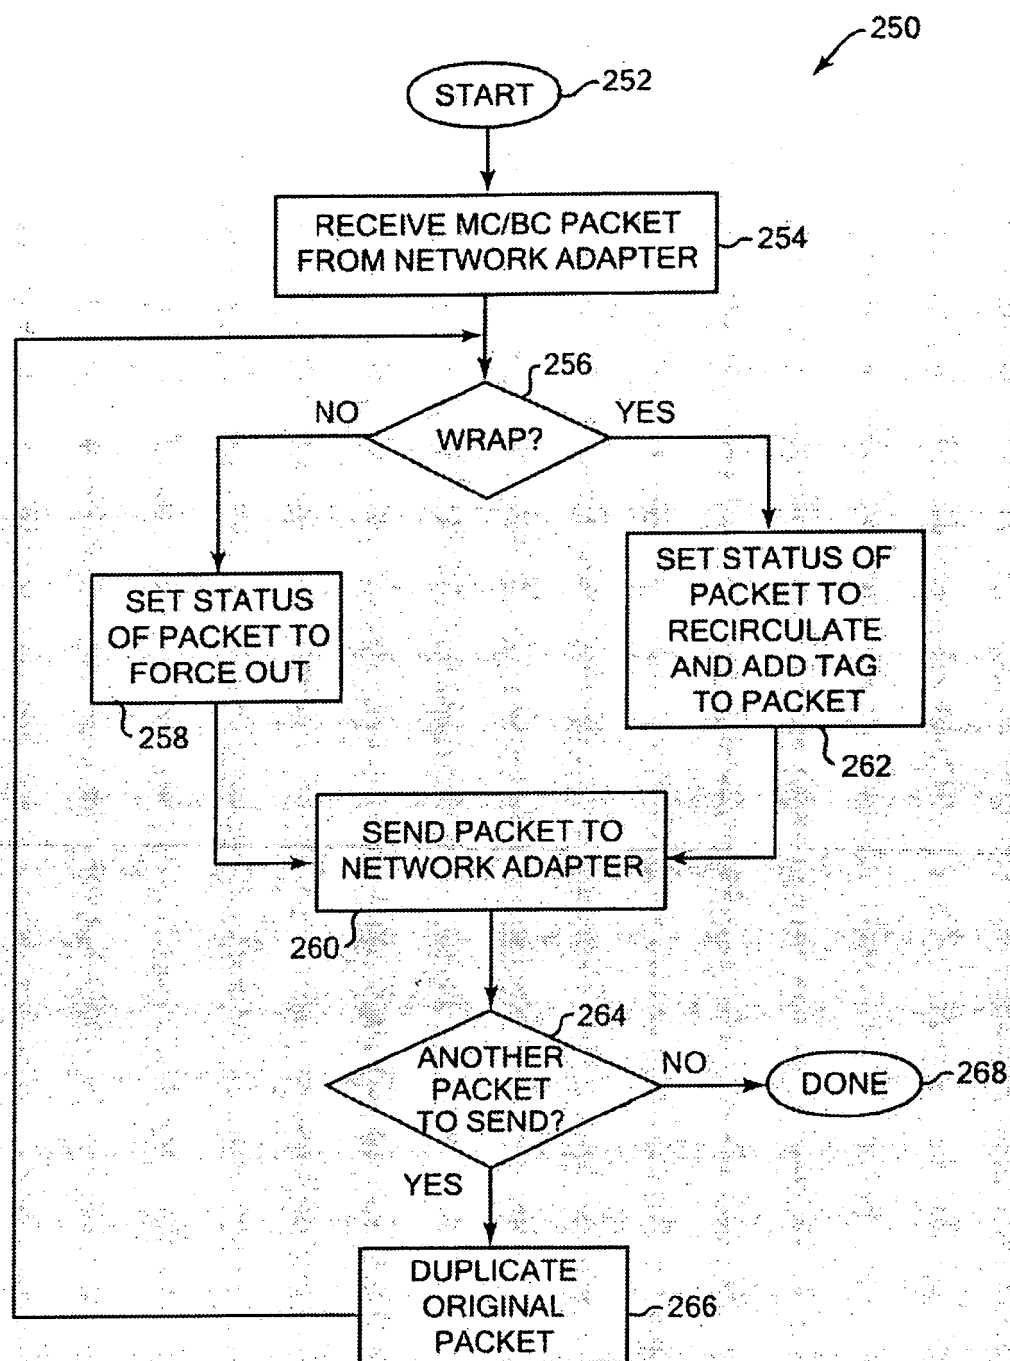 250
START
252
RECEIVE MC/BC PACKET
FROM NETWORK ADAPTER
254
256
NO
WRAP?
YES
SET STATUS
OF PACKET TO
FORCE OUT
258
SET STATUS OF
PACKET TO
RECIRCULATE
AND ADD TAG
TO PACKET
262
SEND PACKET TO
NETWORK ADAPTER
260
264
ANOTHER
PACKET
TO SEND?
NO
DONE
268
YES
DUPLICATE
ORIGINAL
PACKET
266